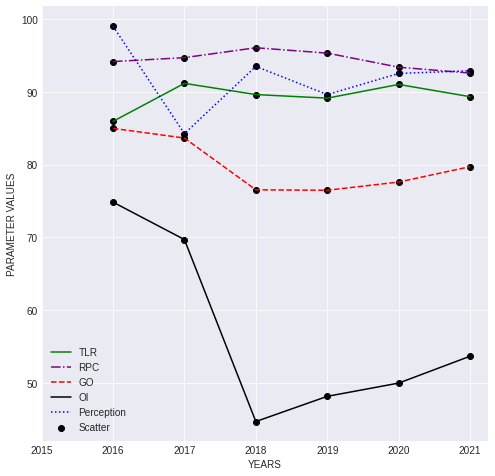 100
90
80
70
60
50
PARAMETER VALUES
TLR
RPC
GO
OI
Perception
Scatter
2015 2016 2017 2018 2019 2020 2021
YEARS